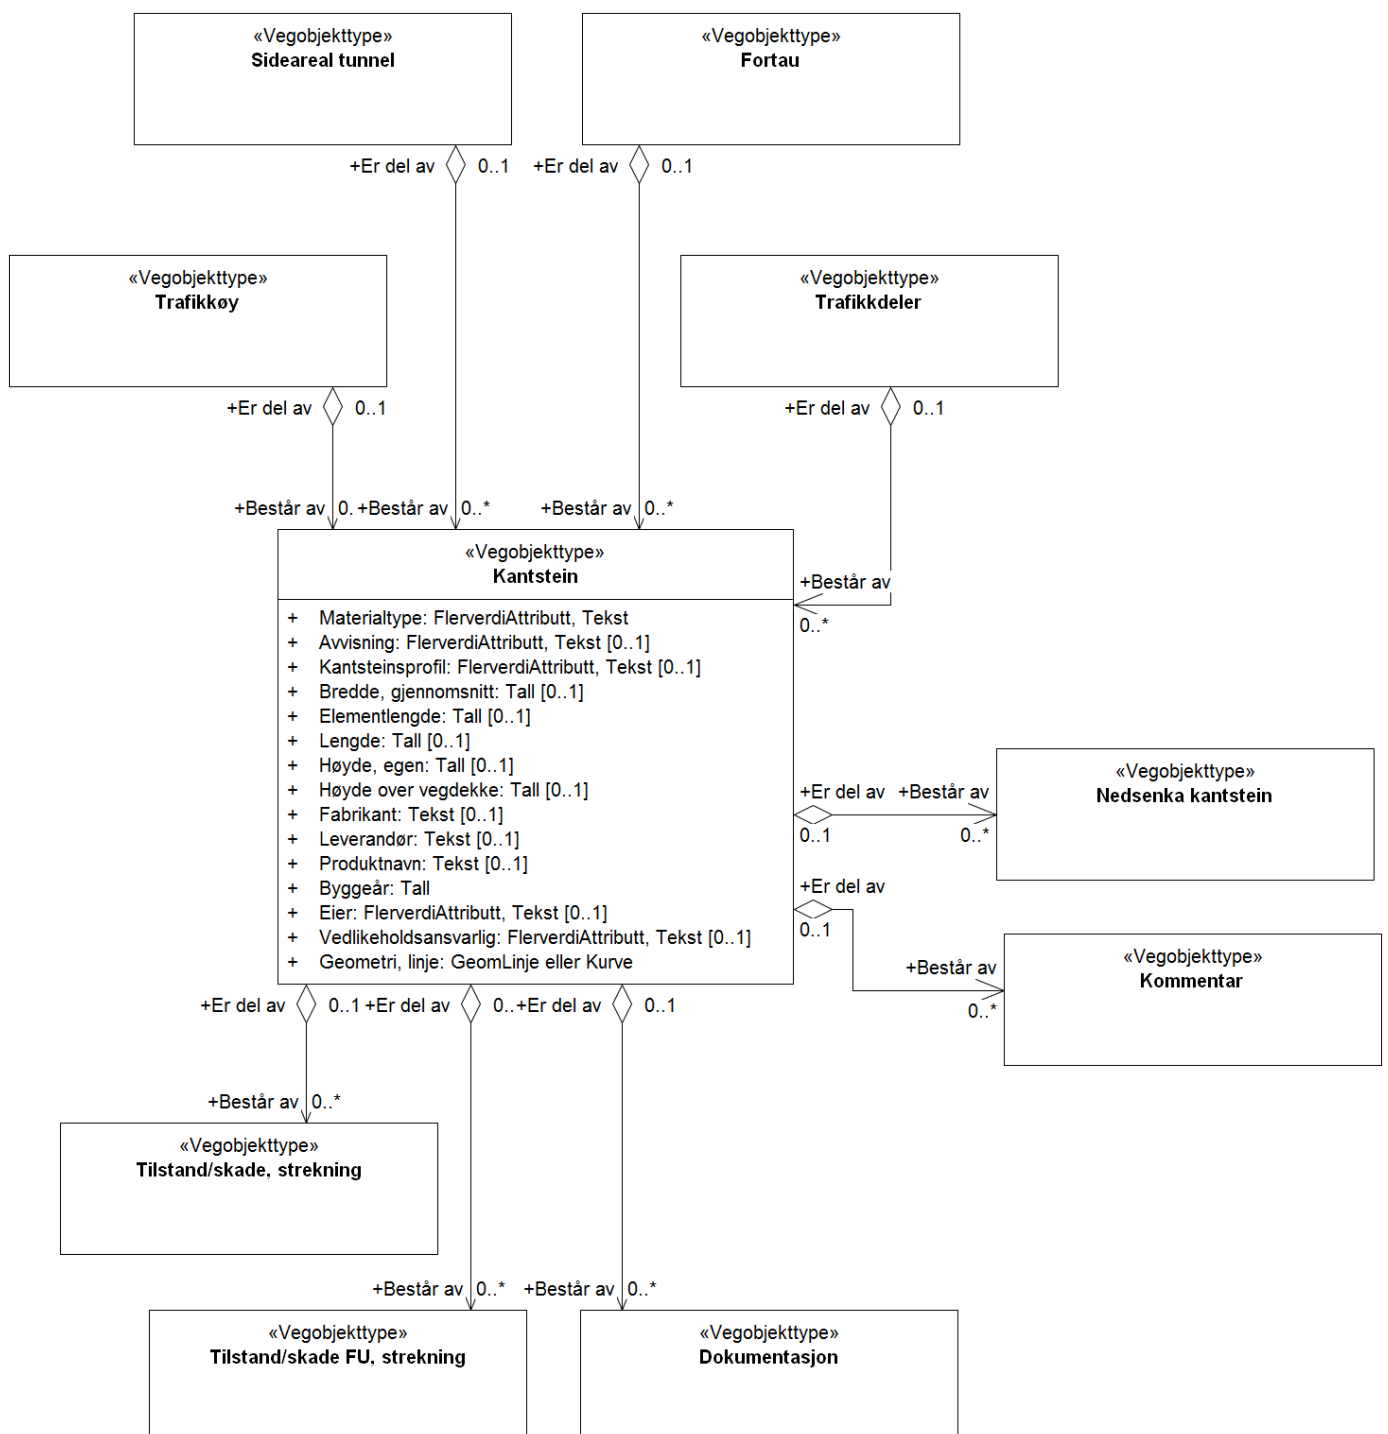 «Vegobjekttype»
Sideareal tunnel
«Vegobjekttype»
Fortau
+Er del av 0..1
+Er del av 0..1
«Vegobjekttype»
Trafikkøy
«Vegobjekttype»
Trafikkdeler
+Er del av 0..1
+Er del av 0..1
+Består av 0.
+Består av 0..*
+Består av 0..*
+Består av
0..*
«Vegobjekttype»
Kantstein
+ Materialtype: FlerverdiAttributt, Tekst
+ Avvisning: FlerverdiAttributt, Tekst [0..1]
+ Kantsteinsprofil: FlerverdiAttributt, Tekst [0..1]
+ Bredde, gjennomsnitt: Tall [0..1]
+ Elementlengde: Tall [0..1]
+ Lengde: Tall [0..1]
+ Høyde, egen: Tall [0..1]
+ Høyde over vegdekke: Tall [0..1]
+ Fabrikant: Tekst [0..1]
+ Leverandør: Tekst [0..1]
+ Produktnavn: Tekst [0..1]
+ Byggeår: Tall
+ Eier: FlerverdiAttributt, Tekst [0..1]
+ Vedlikeholdsansvarlig: FlerverdiAttributt, Tekst [0..1]
+ Geometri, linje: GeomLinje eller Kurve
+Er del av +Består av
0..1 0..*
«Vegobjekttype»
Nedsenka kantstein
+Er del av
0..1
+Består av
0..*
«Vegobjekttype»
Kommentar
+Er del av 0..1
+Er del av 0..
+Er del av 0..1
+Består av 0..*
«Vegobjekttype»
Tilstand/skade, strekning
+Består av 0..*
+Består av 0..*
«Vegobjekttype»
Tilstand/skade FU, strekning
«Vegobjekttype»
Dokumentasjon